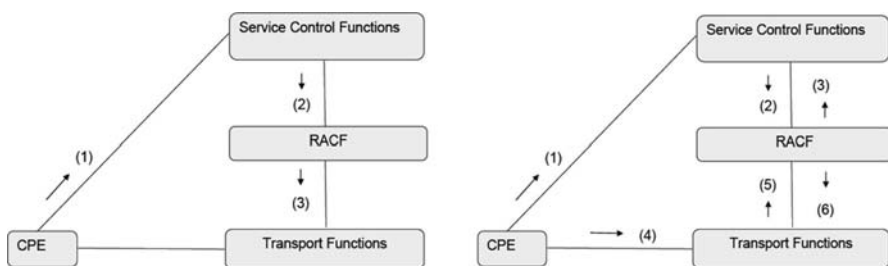 Service Control Functions
(2)
RACF
(1)
(3)
CPE
Transport Functions
Service Control Functions
(3)
(2)
RACF
(1)
(5)
(6)
CPE
(4)
Transport Functions